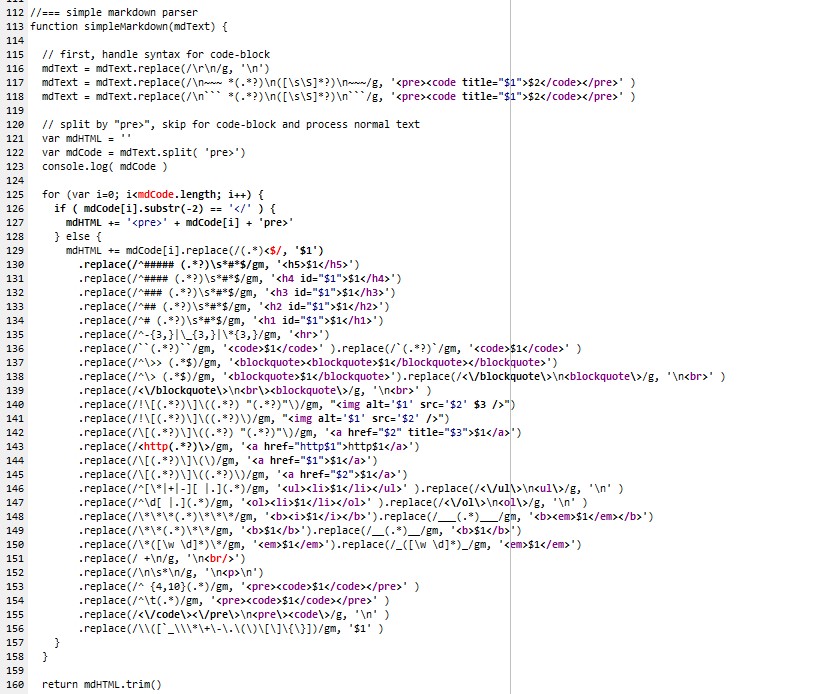 112 //=== simple markdown parser
113 function simpleMarkdown(mdText) {
114
115   // first, handle syntax for code-block
116   mdText = mdText.replace(/\r\n/g, '\n')
117   mdText = mdText.replace(/\n~~~ *(.*?)\n([\s\S]*?)\n~~~/g, '<pre><code title="$1">$2</code></pre>' )
118   mdText = mdText.replace(/\n``` *(.*?)\n([\s\S]*?)\n```/g, '<pre><code title="$1">$2</code></pre>' )
119
120   // split by "pre>", skip for code-block and process normal text
121   var mdHTML = ''
122   var mdCode = mdText.split( 'pre>')
123   console.log( mdCode )
124
125   for (var i=0; i<mdCode.length; i++) {
126     if ( mdCode[i].substr(-2) == '</' ) {
127       mdHTML += '<pre>' + mdCode[i] + 'pre>'
128     } else {
129       mdHTML += mdCode[i].replace(/(.*)<$/, '$1')
130         .replace(/^##### (.*?)\s*#*$/gm, '<h5>$1</h5>')
131         .replace(/^#### (.*?)\s*#*$/gm, '<h4 id="$1">$1</h4>')
132         .replace(/^### (.*?)\s*#*$/gm, '<h3 id="$1">$1</h3>')
133         .replace(/^## (.*?)\s*#*$/gm, '<h2 id="$1">$1</h2>')
134         .replace(/^# (.*?)\s*#*$/gm, '<h1 id="$1">$1</h1>')
135         .replace(/^-{3,}|\_{3,}|\*{3,}/gm, '<hr>')
136         .replace(/``(.*?)``/gm, '<code>$1</code>' ).replace(/`(.*?)`/gm, '<code>$1</code>' )
137         .replace(/^\>> (.*$)/gm, '<blockquote><blockquote>$1</blockquote></blockquote>')
138         .replace(/^\> (.*$)/gm, '<blockquote>$1</blockquote>').replace(/<\/blockquote\>\n<blockquote\>/g, '\n<br>' )
139         .replace(/<\/blockquote\>\n<br\><blockquote\>/g, '\n<br>' )
140         .replace(/!\[(.*?)\]\((.*?) "(.*?)"\)/gm, "<img alt='$1' src='$2' $3 />")
141         .replace(/!\[(.*?)\]\((.*?)\)/gm, "<img alt='$1' src='$2' />")
142         .replace(/\[(.*?)\]\((.*?) "(.*?)"\)/gm, '<a href="$2" title="$3">$1</a>')
143         .replace(/<http(.*?)\>/gm, '<a href="http$1">http$1</a>')
144         .replace(/\[(.*?)\]\(\)/gm, '<a href="$1">$1</a>')
145         .replace(/\[(.*?)\]\((.*?)\)/gm, '<a href="$2">$1</a>')
146         .replace(/^[\*|+|-][ |.](.*)/gm, '<ul><li>$1</li></ul>' ).replace(/<\/ul\>\n<ul\>/g, '\n' )
147         .replace(/^\d[ |.](.*)/gm, '<ol><li>$1</li></ol>' ).replace(/<\/ol\>\n<ol\>/g, '\n' )
148         .replace(/\*\*\*(.*)\*\*\*/gm, '<b><i>$1</i></b>').replace(/___(.*)___/gm, '<b><em>$1</em></b>')
149         .replace(/\*\*(.*)\*\*/gm, '<b>$1</b>').replace(/__(.*)__/gm, '<b>$1</b>')
150         .replace(/\*([\w \d]*)\*/gm, '<em>$1</em>').replace(/_([\w \d]*)_/gm, '<em>$1</em>')
151         .replace(/ +\n/g, '\n<br/>')
152         .replace(/\n\s*\n/g, '\n<p>\n')
153         .replace(/^ {4,10}(.*)/gm, '<pre><code>$1</code></pre>' )
154         .replace(/^\t(.*)/gm, '<pre><code>$1</code></pre>' )
155         .replace(/<\/code\><\/pre\>\n<pre\><code\>/g, '\n' )
156         .replace(/\\([`_\\\*\+\-\.\(\)\[\]\{\}])/gm, '$1' )
157     }
158   }
159
160   return mdHTML.trim()